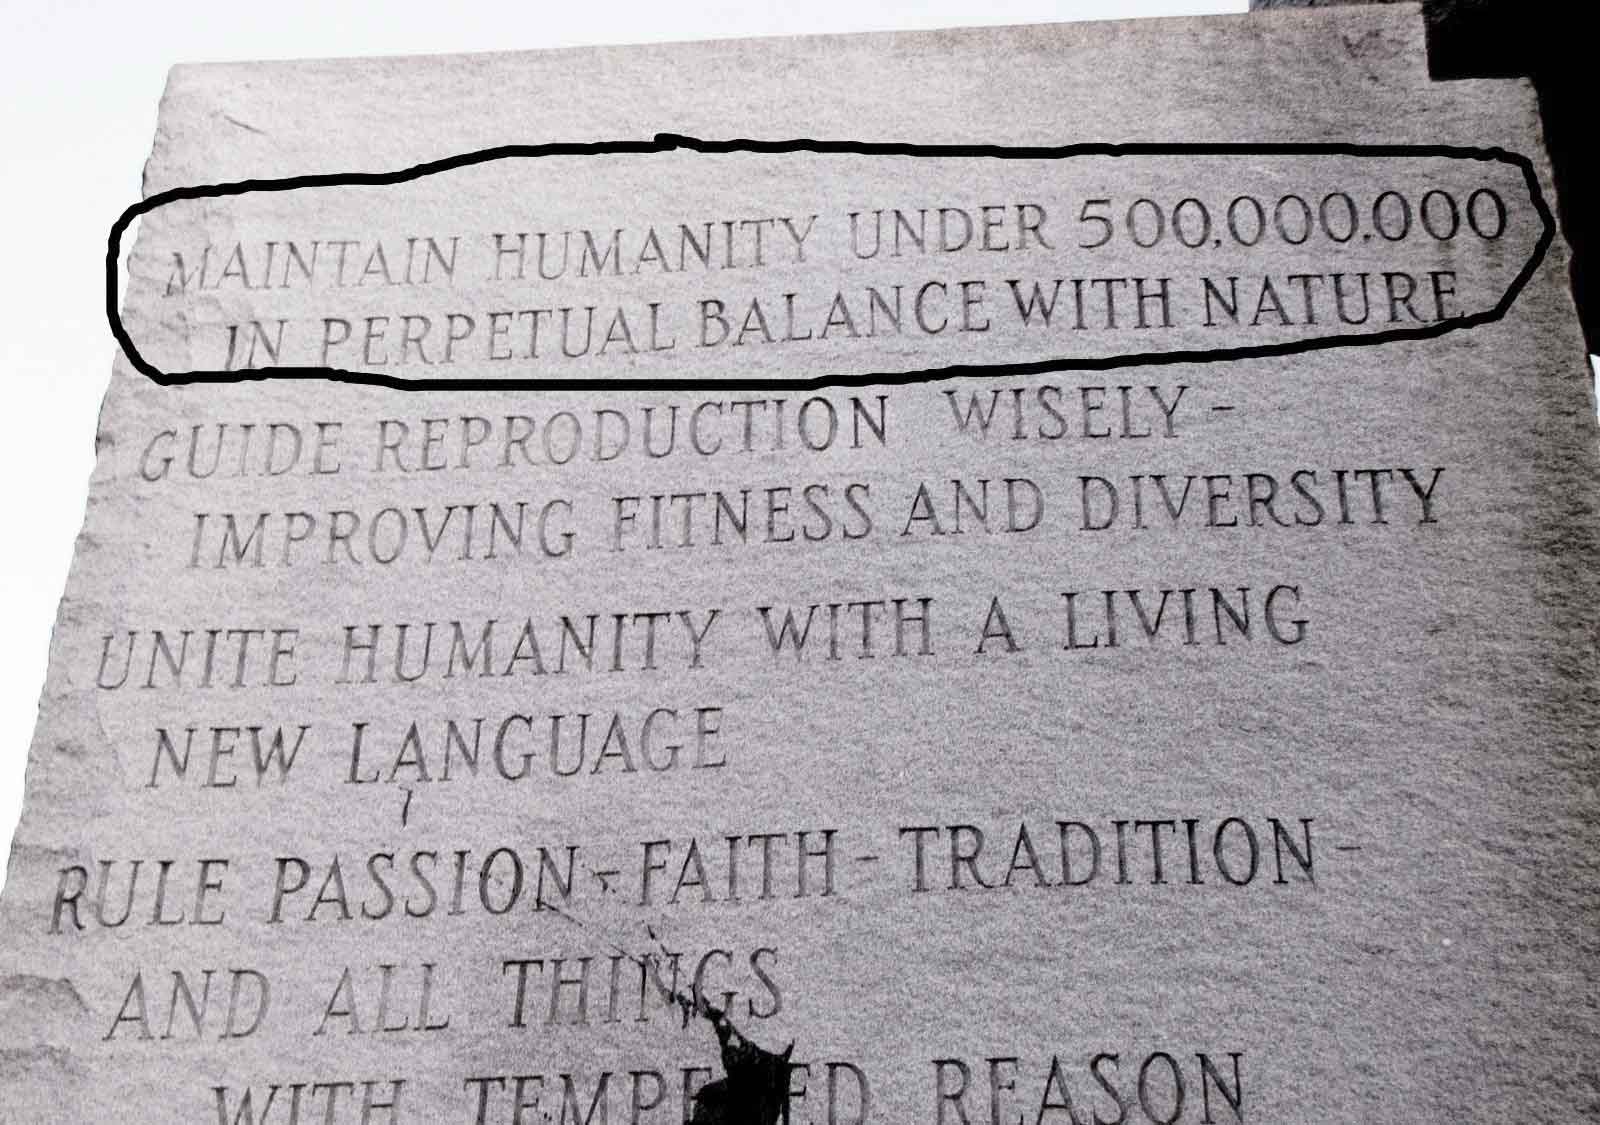 MAINTAIN HUMANITY UNDER 500,000,000
IN PERPETUAL BALANCE WITH NATURE
GUIDE REPRODUCTION WISELY -
IMPROVING FITNESS AND DIVERSITY
UNITE HUMANITY WITH A LIVING
NEW LANGUAGE
RULE PASSION - FAITH - TRADITION -
AND ALL THINGS
WITH TEMPERED REASON